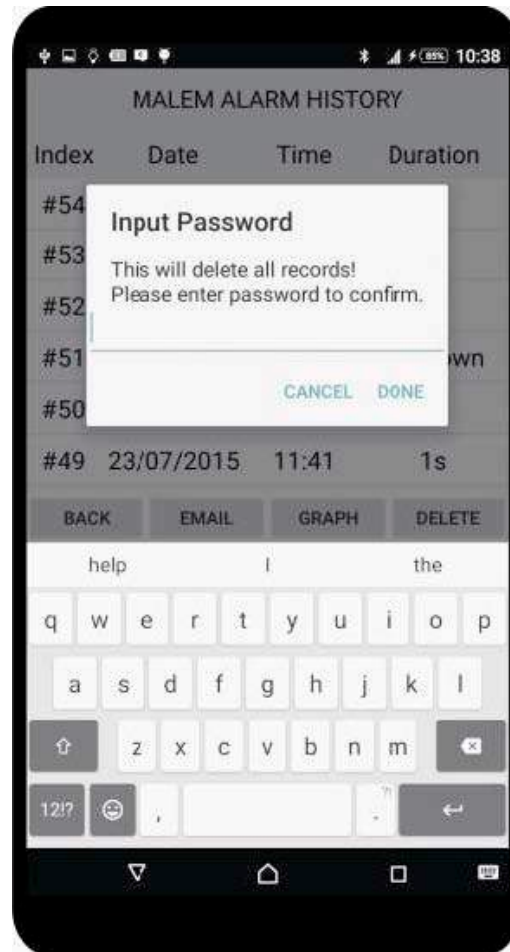 85% 10:38
MALEM ALARM HISTORY
Index Date Time Duration
#54
Input Password
#53
This will delete all records!
#52
Please enter password to confirm.
#51
#50
CANCEL DONE
#49 23/07/2015 11:41 1s
BACK EMAIL GRAPH DELETE
help I the
q w e r t y u i o p
a s d f g h j k l
z x c v b n m
12!? , .